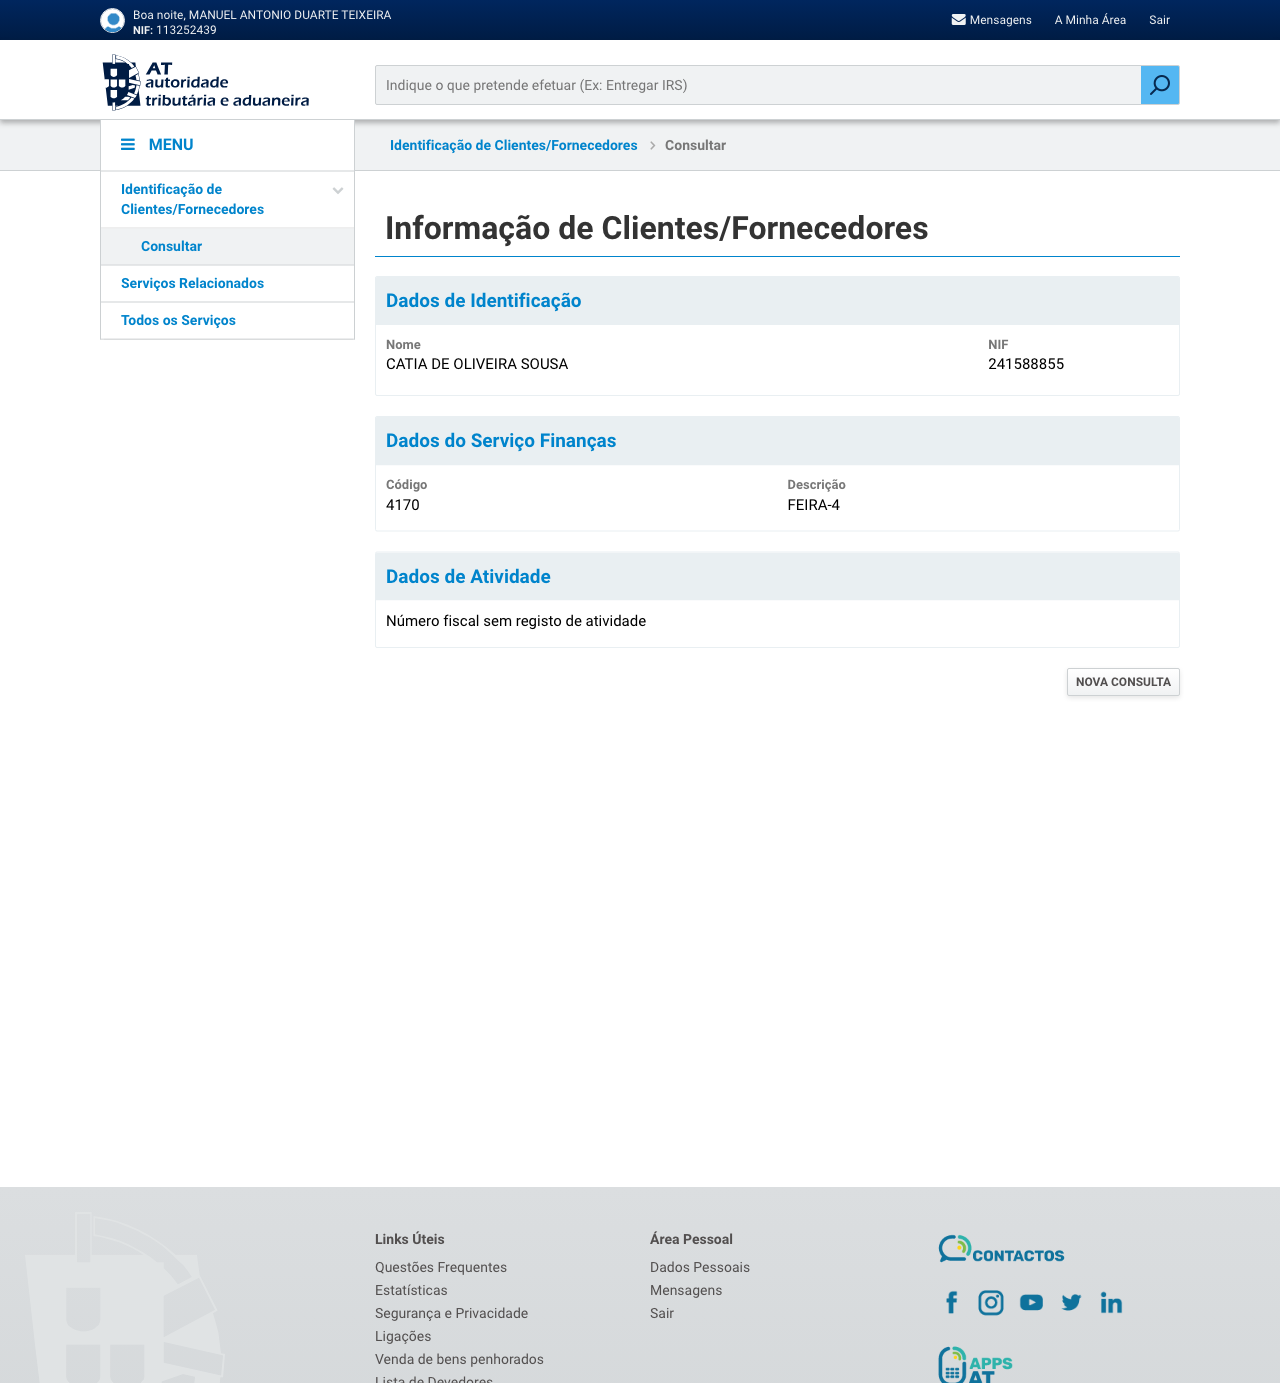 Boa noite, MANUEL ANTONIO DUARTE TEIXEIRA
NIF: 113252439
Mensagens
A Minha Área
Sair
AT
autoridade
tributária e aduaneira
Indique o que pretende efetuar (Ex: Entregar IRS)
MENU
Identificação de Clientes/Fornecedores
Consultar
Identificação de
Clientes/Fornecedores
Consultar
Serviços Relacionados
Todos os Serviços
Informação de Clientes/Fornecedores
Dados de Identificação
Nome
NIF
CATIA DE OLIVEIRA SOUSA
241588855
Dados do Serviço Finanças
Código
Descrição
4170
FEIRA-4
Dados de Atividade
Número fiscal sem registo de atividade
NOVA CONSULTA
Links Úteis
Questões Frequentes
Estatísticas
Segurança e Privacidade
Ligações
Venda de bens penhorados
Lista de Devedores
Área Pessoal
Dados Pessoais
Mensagens
Sair
CONTACTOS
APPS
AT